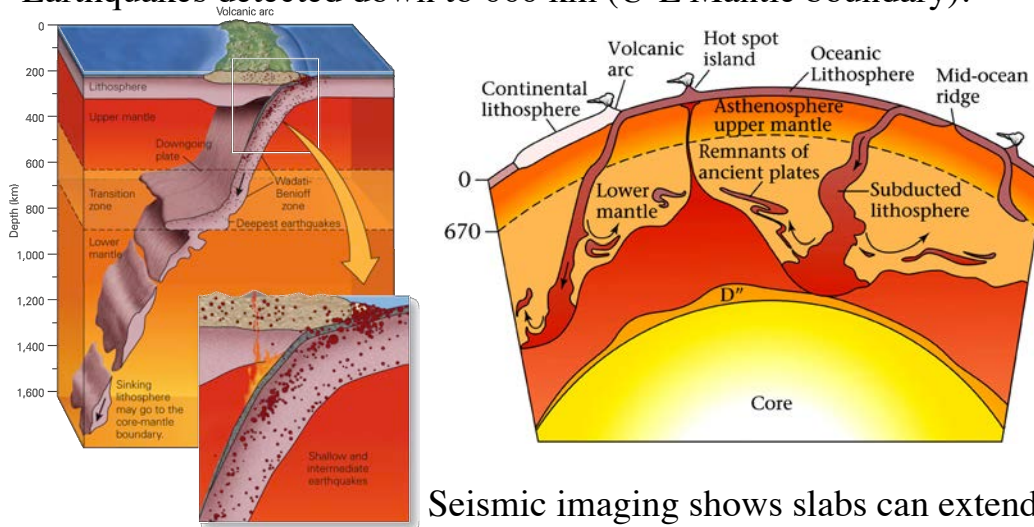 Earthquakes detected down to 660 km (U-L Mantle boundary).
Volcanic arc
0
200
400
600
800
1,000
1,200
1,400
1,600
Depth (km)
Lithosphere
Upper mantle
Downgoing
plate
Transition
zone
Wadati-
Benioff
zone
Deepest earthquakes
Lower
mantle
Sinking
lithosphere
may go to the
core-mantle
boundary.
Shallow and
intermediate
earthquakes
Continental
lithosphere
Volcanic
arc
Hot spot
island
Oceanic
Lithosphere
Mid-ocean
ridge
Asthenosphere
upper mantle
Remnants of
ancient plates
0
Lower
mantle
Subducted
lithosphere
670
D″
Core
Seismic imaging shows slabs can extend